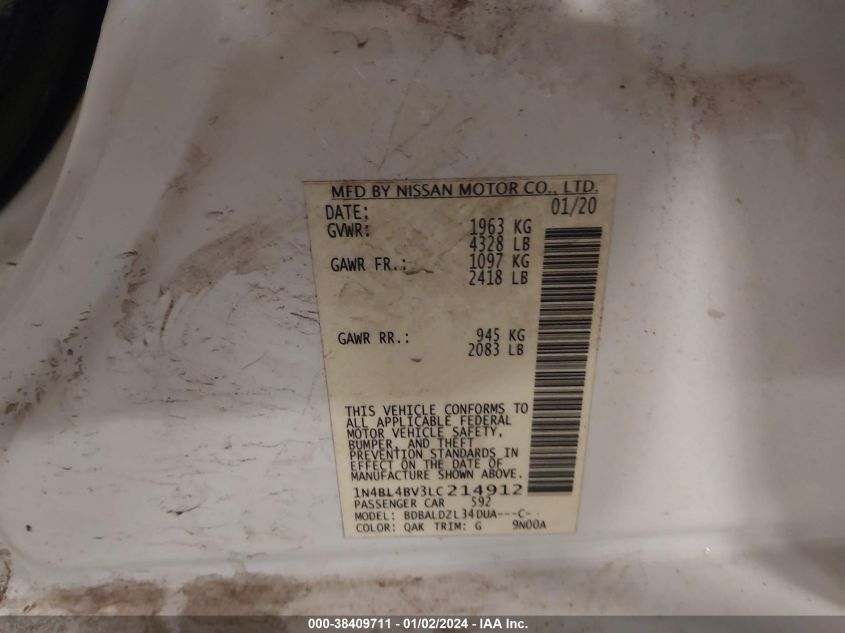 MFD BY NISSAN MOTOR CO., LTD.
DATE: 01/20
GVWR: 1963 KG
4328 LB
GAWR FR.: 1097 KG
2418 LB
GAWR RR.: 945 KG
2083 LB
THIS VEHICLE CONFORMS TO
ALL APPLICABLE FEDERAL
MOTOR VEHICLE SAFETY,
BUMPER, AND THEFT
PREVENTION STANDARDS IN
EFFECT ON THE DATE OF
MANUFACTURE SHOWN ABOVE.
1N4BL4BV3LC214912
PASSENGER CAR S92
MODEL: BDBALDZL34DUA---C-
COLOR: QAK TRIM: G 9N00A
000-38409711 - 01/02/2024 - IAA Inc.